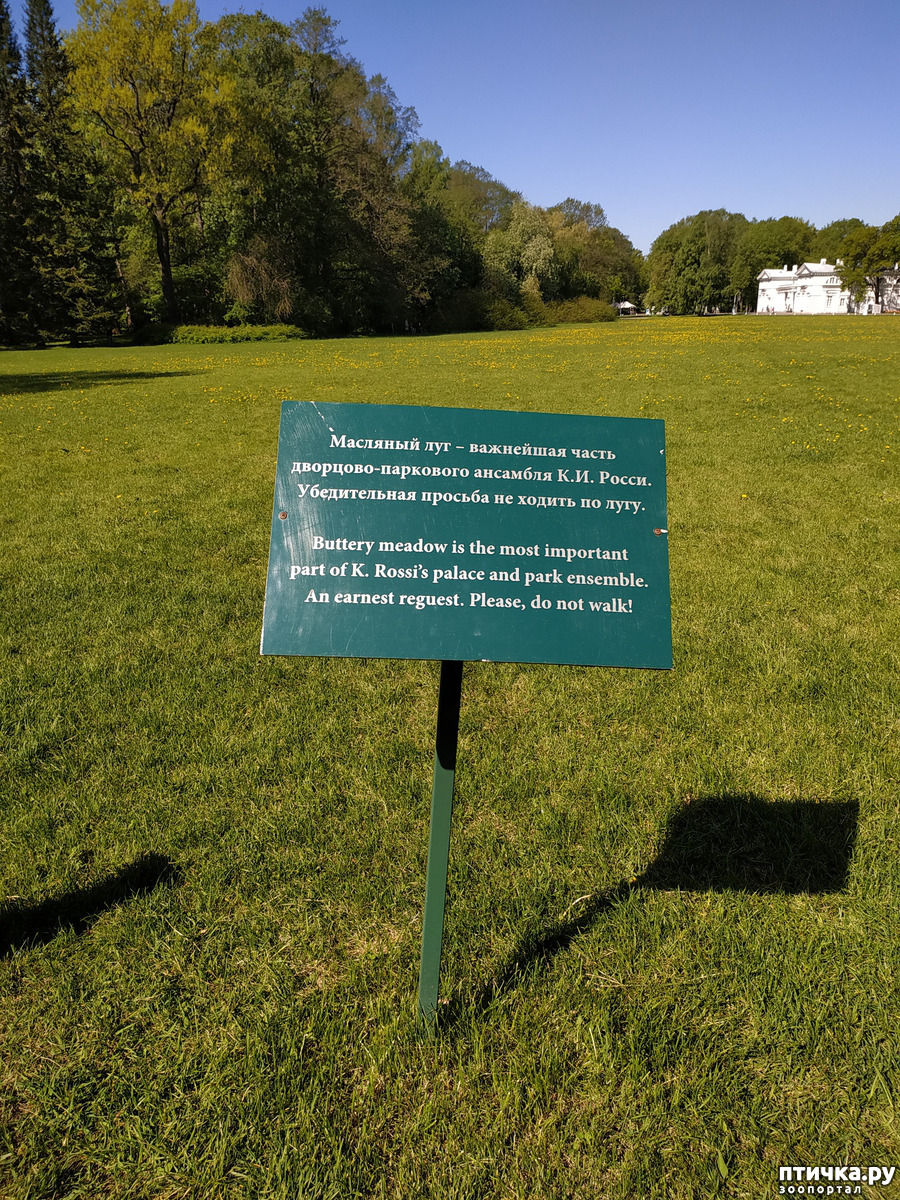 Масляный луг – важнейшая часть
дворцово-паркового ансамбля К.И. Росси.
Убедительная просьба не ходить по лугу.
Buttery meadow is the most important
part of K. Rossi's palace and park ensemble.
An earnest reguest. Please, do not walk!
птичка.ру
зоопортал